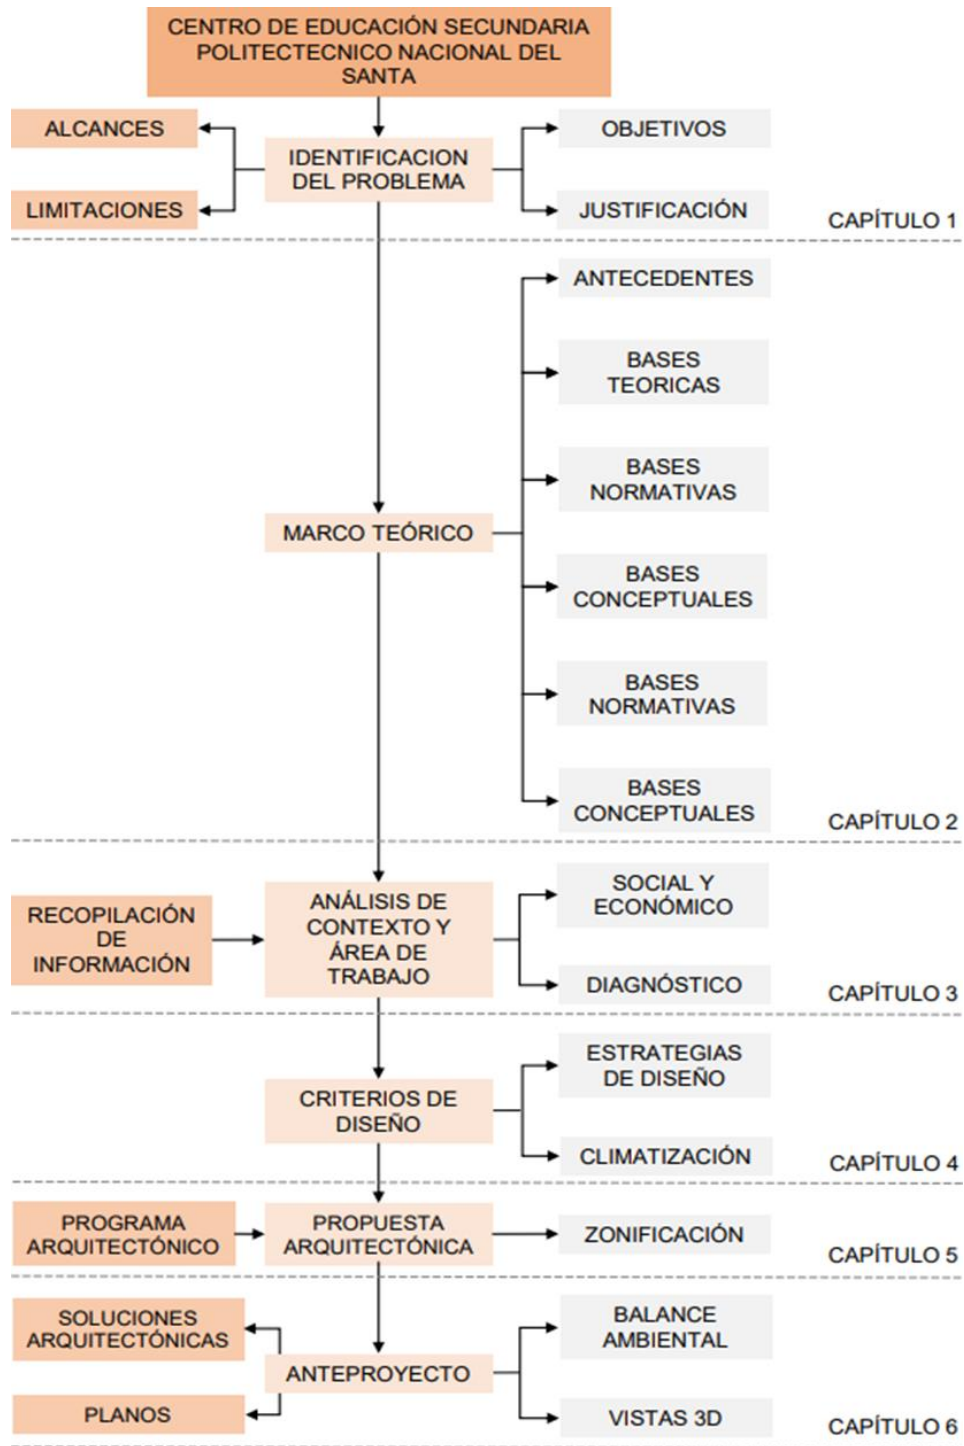 CENTRO DE EDUCACIÓN SECUNDARIA
POLITECTECNICO NACIONAL DEL
SANTA
ALCANCES
LIMITACIONES
IDENTIFICACION
DEL PROBLEMA
OBJETIVOS
JUSTIFICACIÓN
CAPÍTULO 1
MARCO TEÓRICO
ANTECEDENTES
BASES
TEORICAS
BASES
NORMATIVAS
BASES
CONCEPTUALES
BASES
NORMATIVAS
BASES
CONCEPTUALES
CAPÍTULO 2
RECOPILACIÓN
DE
INFORMACIÓN
ANÁLISIS DE
CONTEXTO Y
ÁREA DE
TRABAJO
SOCIAL Y
ECONÓMICO
DIAGNÓSTICO
CAPÍTULO 3
CRITERIOS DE
DISEÑO
ESTRATEGIAS
DE DISEÑO
CLIMATIZACIÓN
CAPÍTULO 4
PROGRAMA
ARQUITECTÓNICO
PROPUESTA
ARQUITECTÓNICA
ZONIFICACIÓN
CAPÍTULO 5
SOLUCIONES
ARQUITECTÓNICAS
PLANOS
ANTEPROYECTO
BALANCE
AMBIENTAL
VISTAS 3D
CAPÍTULO 6